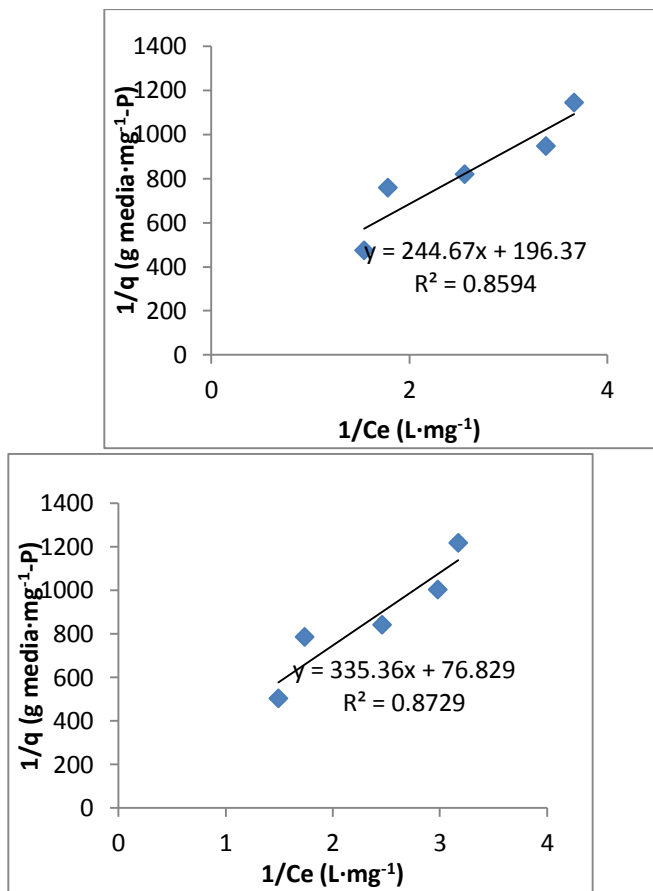 1400
1200
1000
800
600
400
200
0
1/q (g media·mg⁻¹-P)
y = 244.67x + 196.37
R² = 0.8594
0 2 4
1/Ce (L·mg⁻¹)
1400
1200
1000
800
600
400
200
0
1/q (g media·mg⁻¹-P)
y = 335.36x + 76.829
R² = 0.8729
0 1 2 3 4
1/Ce (L·mg⁻¹)